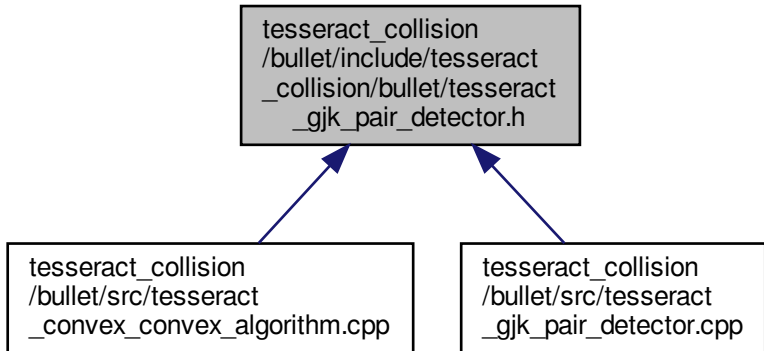 tesseract_collision
/bullet/include/tesseract
_collision/bullet/tesseract
_gjk_pair_detector.h
tesseract_collision
/bullet/src/tesseract
_convex_convex_algorithm.cpp
tesseract_collision
/bullet/src/tesseract
_gjk_pair_detector.cpp